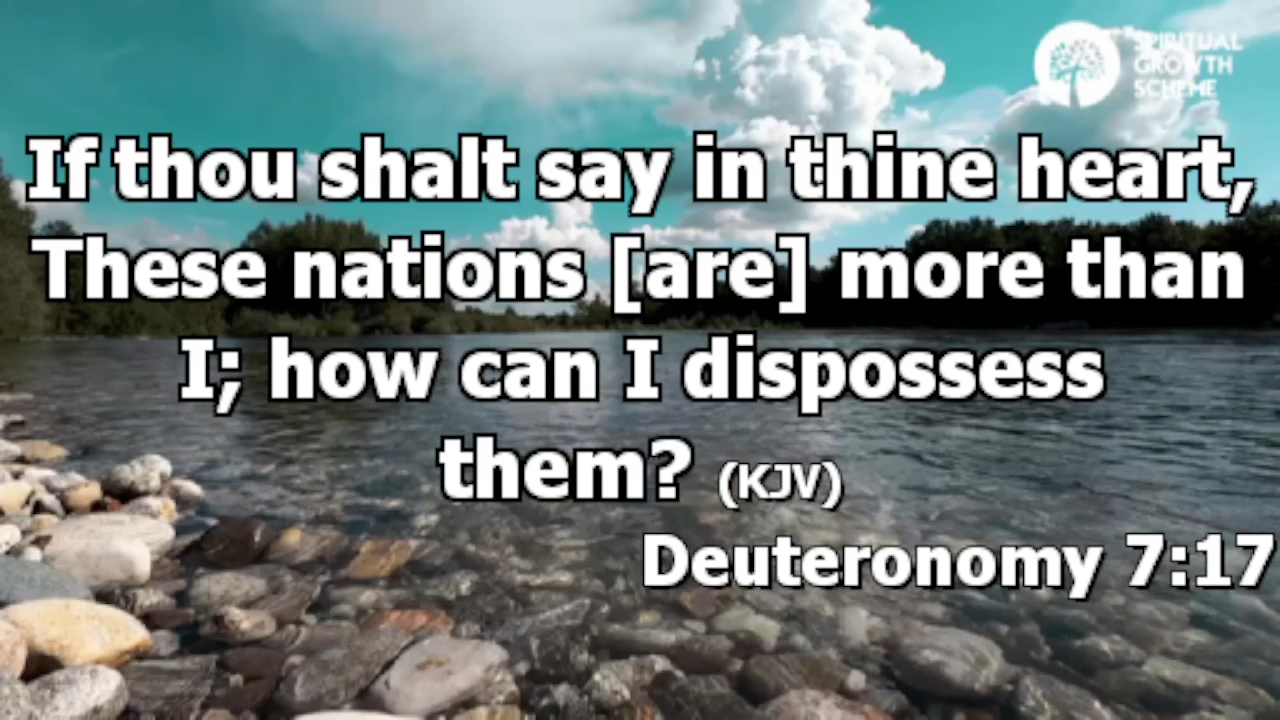 SPIRITUAL
GROWTH
SCHEME
If thou shalt say in thine heart,
These nations [are] more than
I; how can I dispossess
them? (KJV)
Deuteronomy 7:17